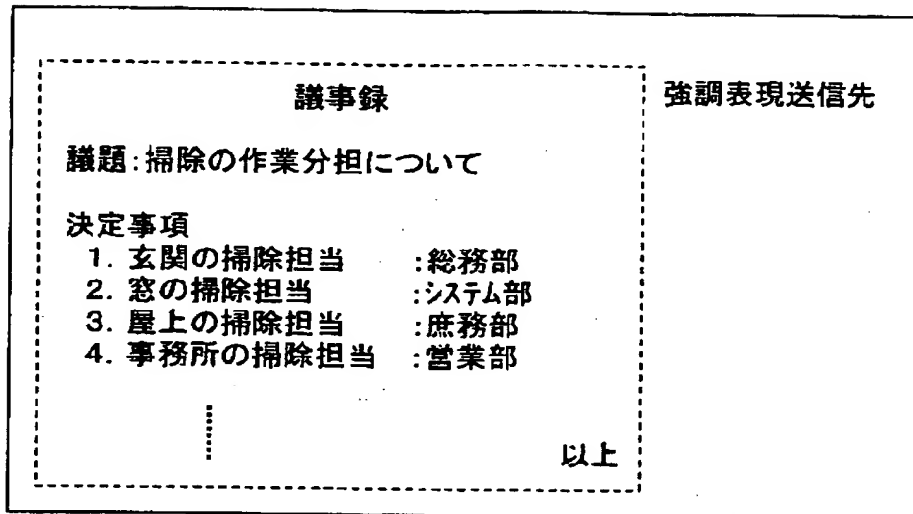 議事録
強調表現送信先
議題:掃除の作業分担について
決定事項
1. 玄関の掃除担当 :総務部
2. 窓の掃除担当 :システム部
3. 屋上の掃除担当 :庶務部
4. 事務所の掃除担当 :営業部
以上